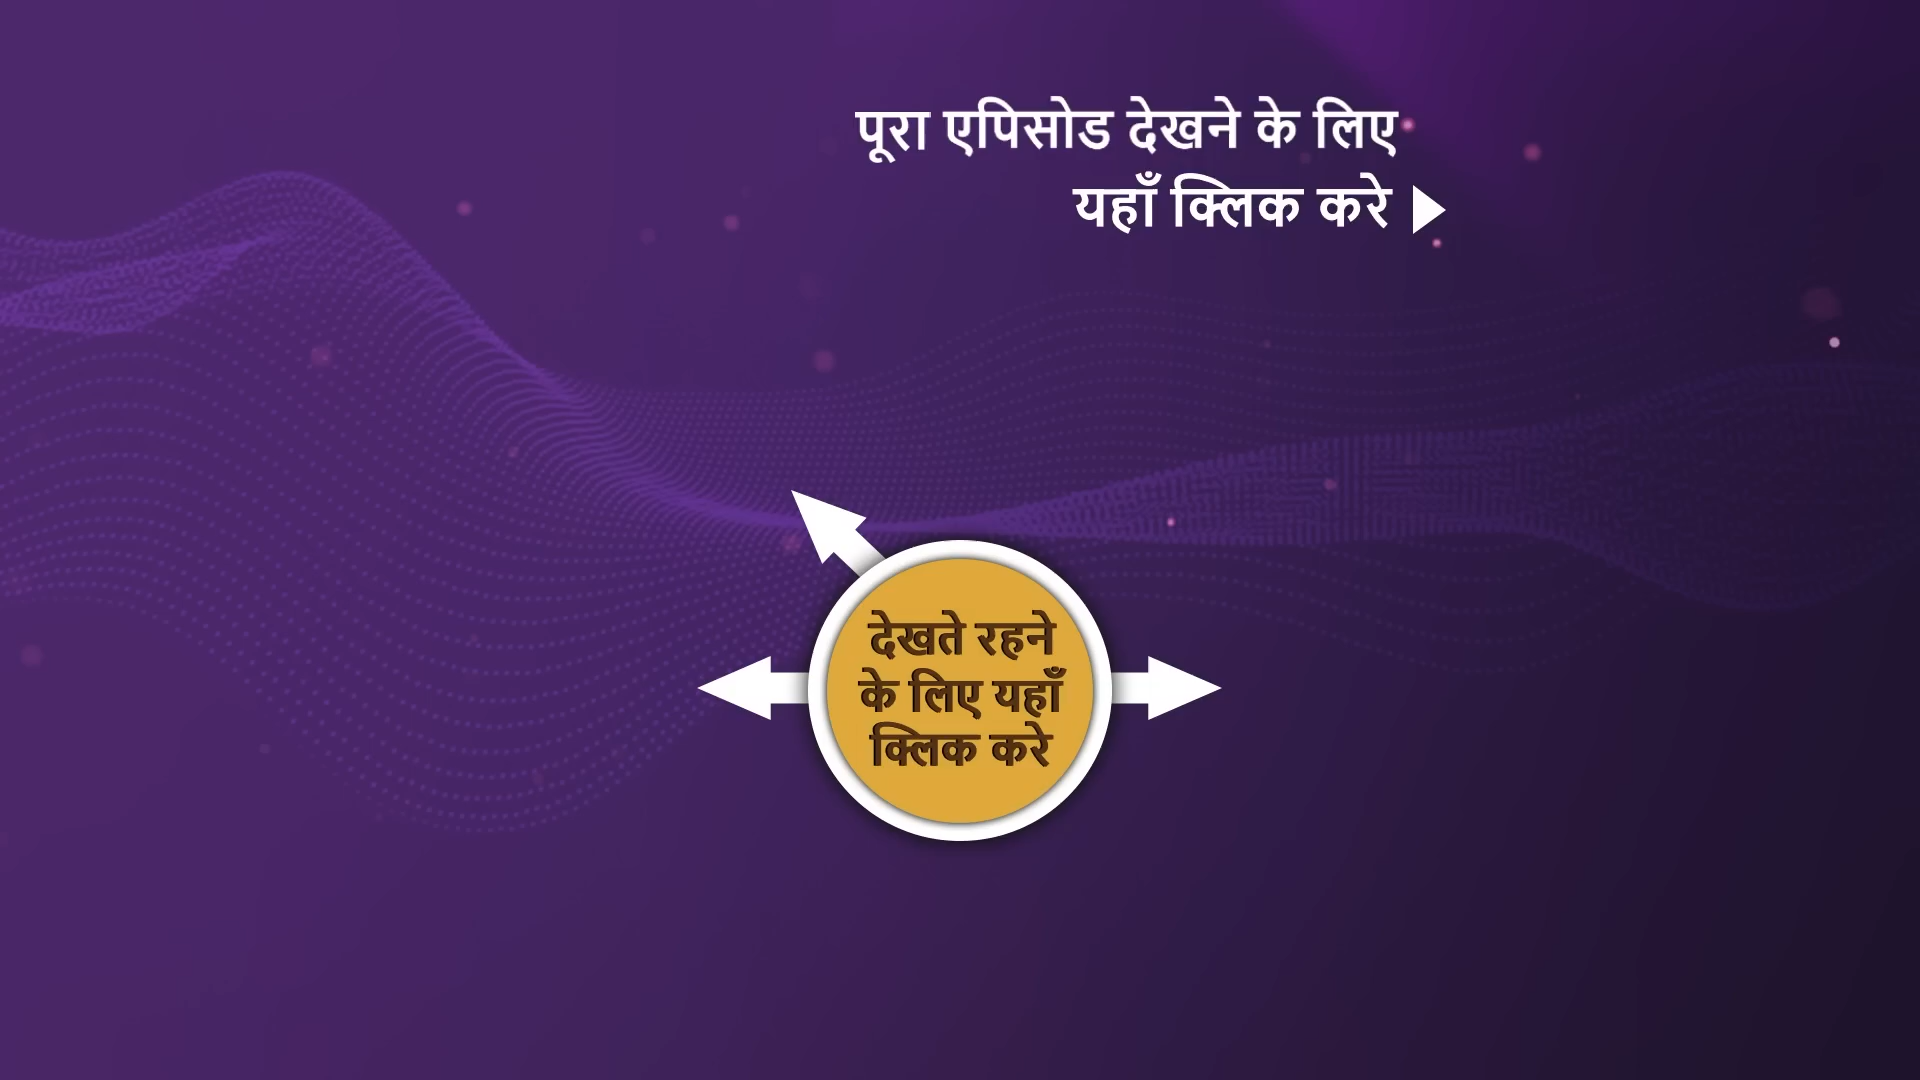 पूरा एपिसोड देखने के लिए
यहाँ क्लिक करे
देखते रहने
के लिए यहाँ
क्लिक करे